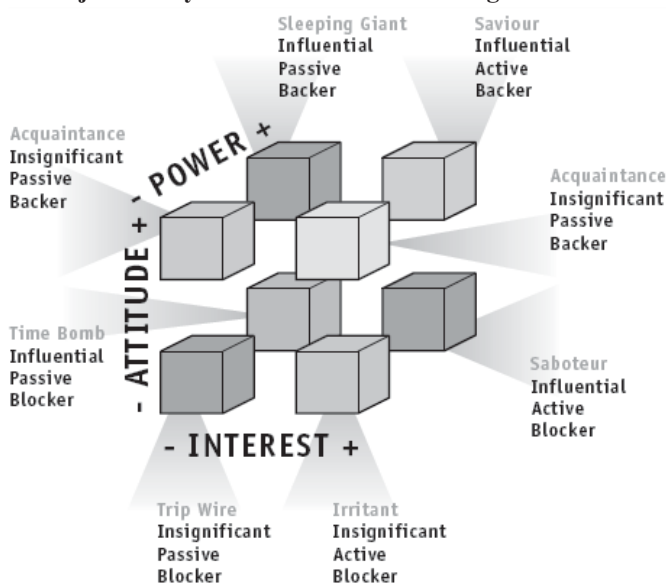 Sleeping Giant
Influential
Passive
Backer
Saviour
Influential
Active
Backer
Acquaintance
Insignificant
Passive
Backer
- POWER +
Acquaintance
Insignificant
Passive
Backer
- ATTITUDE +
Time Bomb
Influential
Passive
Blocker
Saboteur
Influential
Active
Blocker
- INTEREST +
Trip Wire
Insignificant
Passive
Blocker
Irritant
Insignificant
Active
Blocker